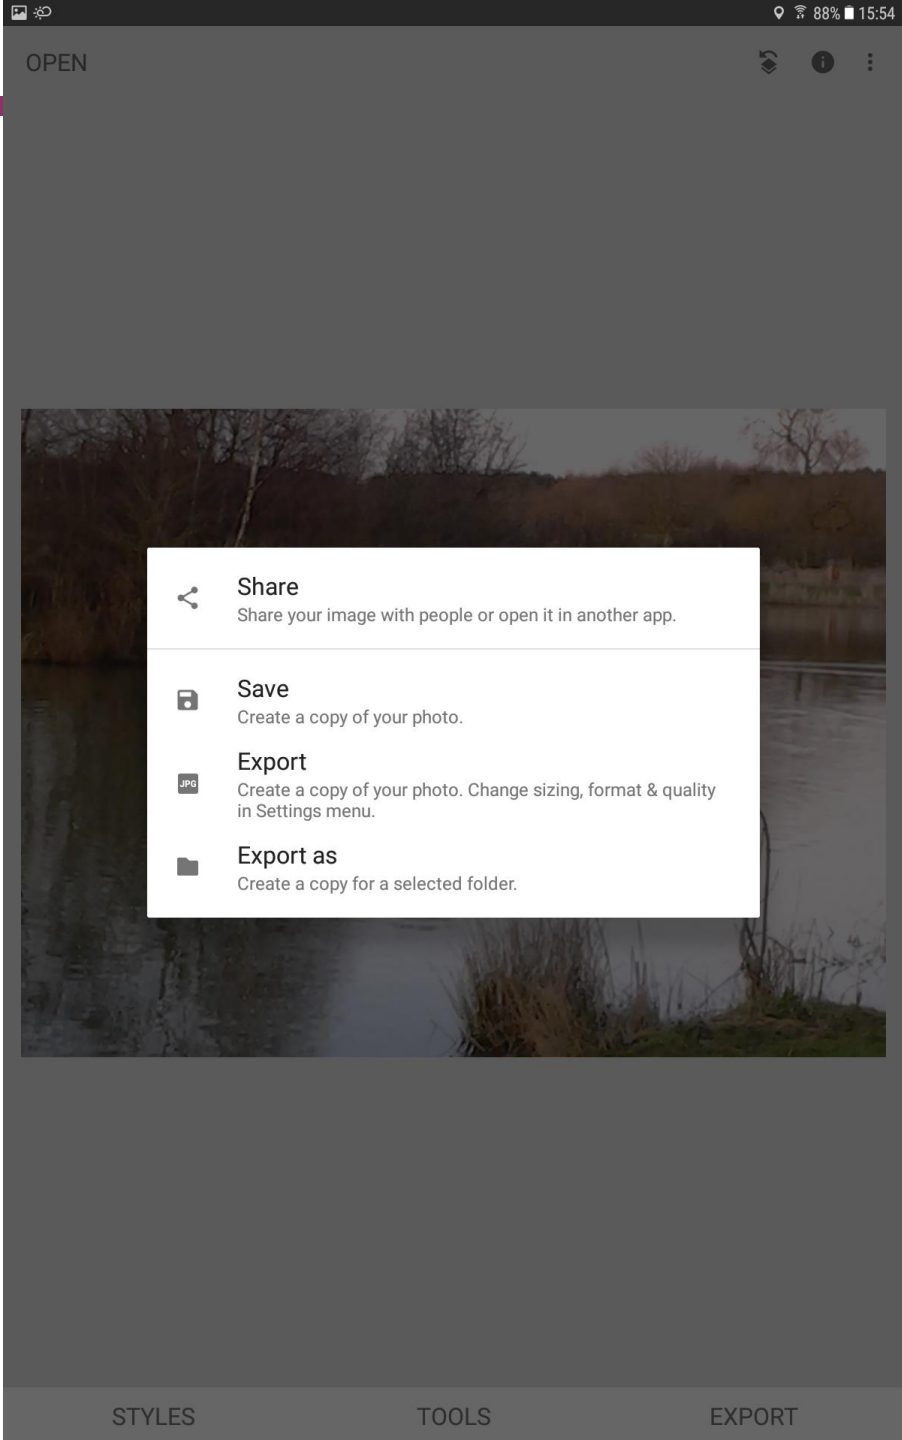 88% 15:54
OPEN
Share
Share your image with people or open it in another app.
Save
Create a copy of your photo.
JPG
Export
Create a copy of your photo. Change sizing, format & quality
in Settings menu.
Export as
Create a copy for a selected folder.
STYLES TOOLS EXPORT